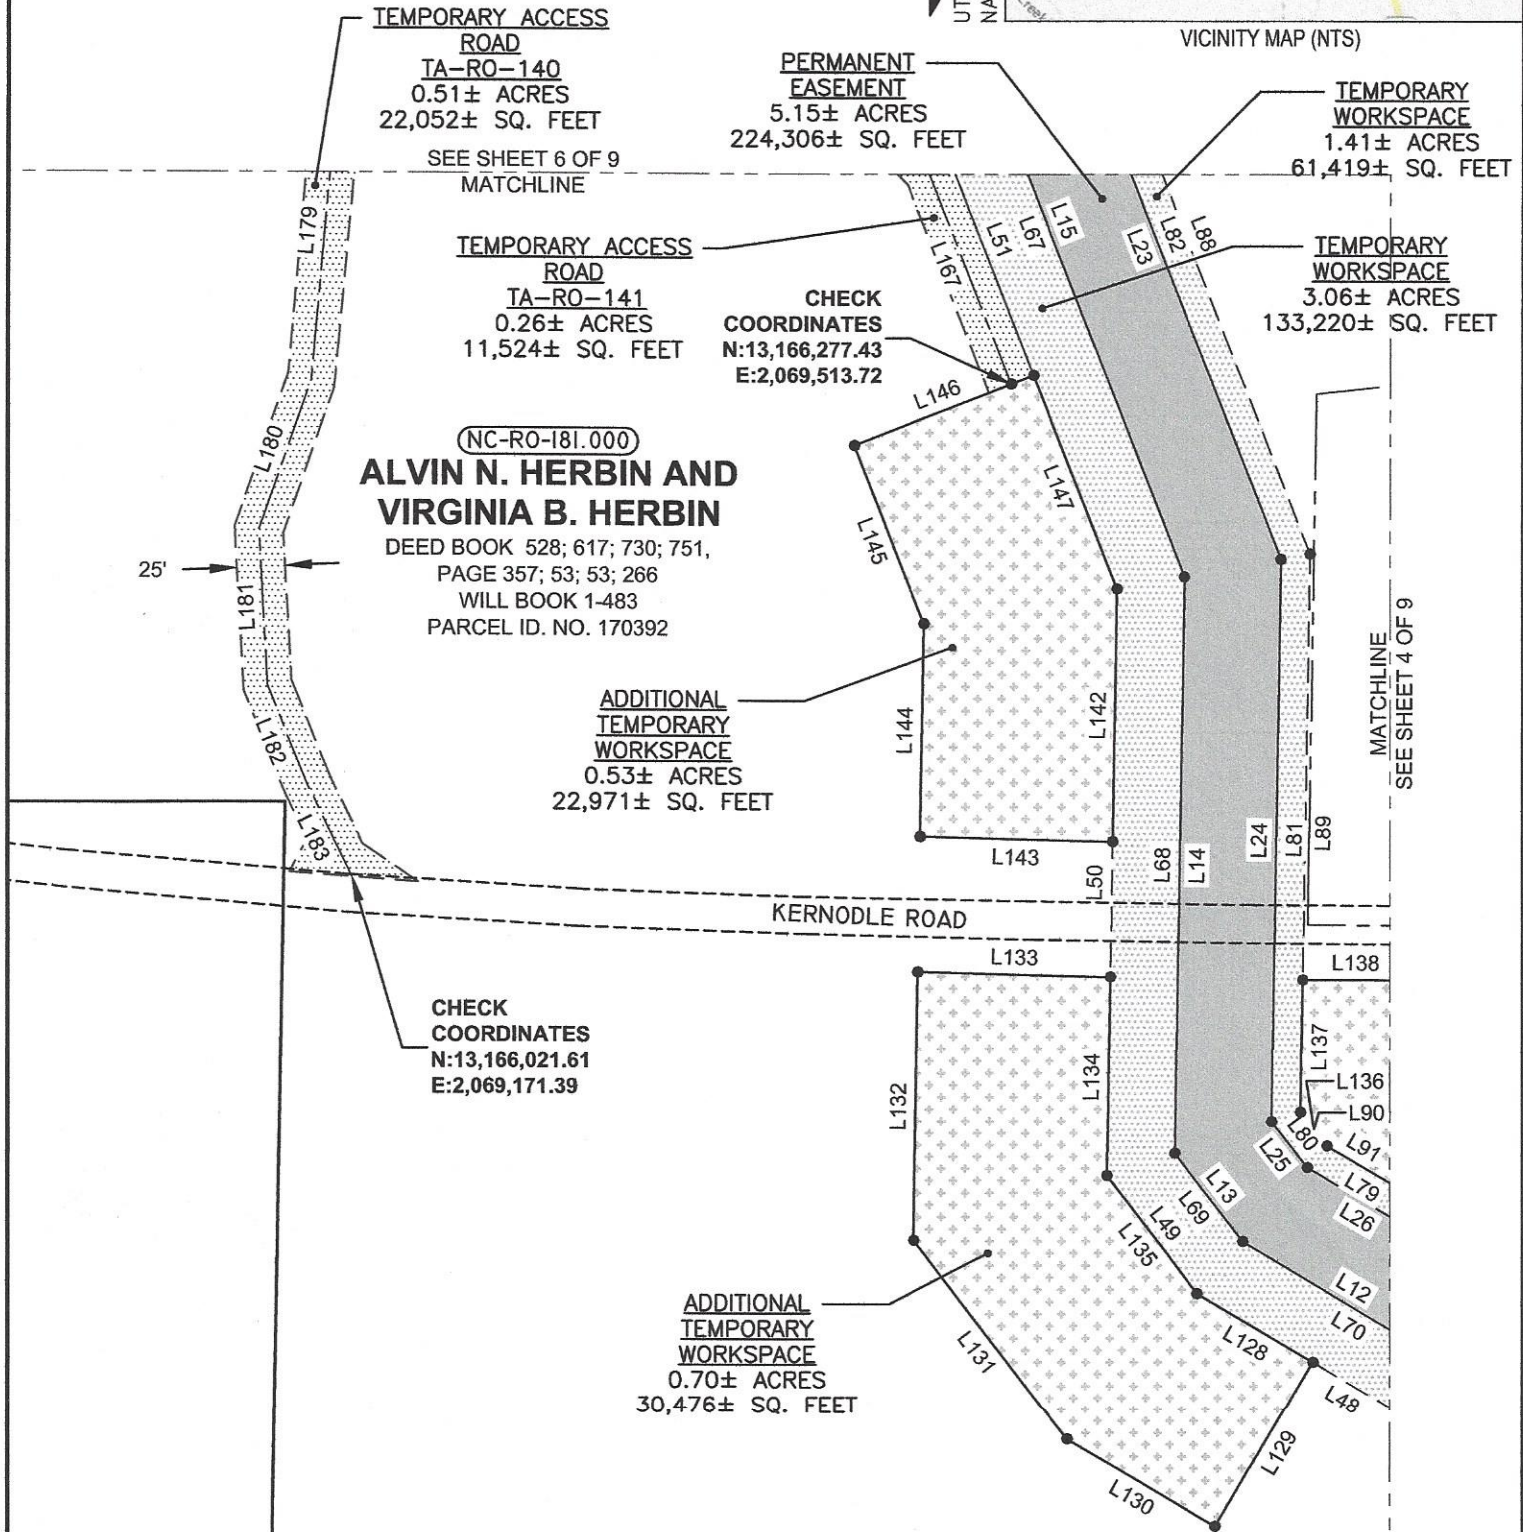 TEMPORARY ACCESS
ROAD
TA-RO-140
0.51± ACRES
22,052± SQ. FEET
SEE SHEET 6 OF 9
MATCHLINE
UT
NA
Creek
VICINITY MAP (NTS)
PERMANENT
EASEMENT
5.15± ACRES
224,306± SQ. FEET
TEMPORARY
WORKSPACE
1.41± ACRES
61,419± SQ. FEET
TEMPORARY ACCESS
ROAD
TA-RO-141
0.26± ACRES
11,524± SQ. FEET
CHECK
COORDINATES
N:13,166,277.43
E:2,069,513.72
TEMPORARY
WORKSPACE
3.06± ACRES
133,220± SQ. FEET
L179
L167
L51
L67
L15
L23
L82
L88
L146
L180
NC-RO-181.000
ALVIN N. HERBIN AND
VIRGINIA B. HERBIN
DEED BOOK 528; 617; 730; 751,
PAGE 357; 53; 53; 266
WILL BOOK 1-483
PARCEL ID. NO. 170392
L147
L145
25'
L181
MATCHLINE
SEE SHEET 4 OF 9
ADDITIONAL
TEMPORARY
WORKSPACE
0.53± ACRES
22,971± SQ. FEET
L144
L142
L182
L183
L143
L50
L68
L14
L24
L81
L89
KERNODLE ROAD
L133
L138
CHECK
COORDINATES
N:13,166,021.61
E:2,069,171.39
L132
L134
L137
L136
L90
L80
L25
L91
L79
L26
L13
L69
L49
L135
L12
L70
ADDITIONAL
TEMPORARY
WORKSPACE
0.70± ACRES
30,476± SQ. FEET
L131
L128
L48
L129
L130